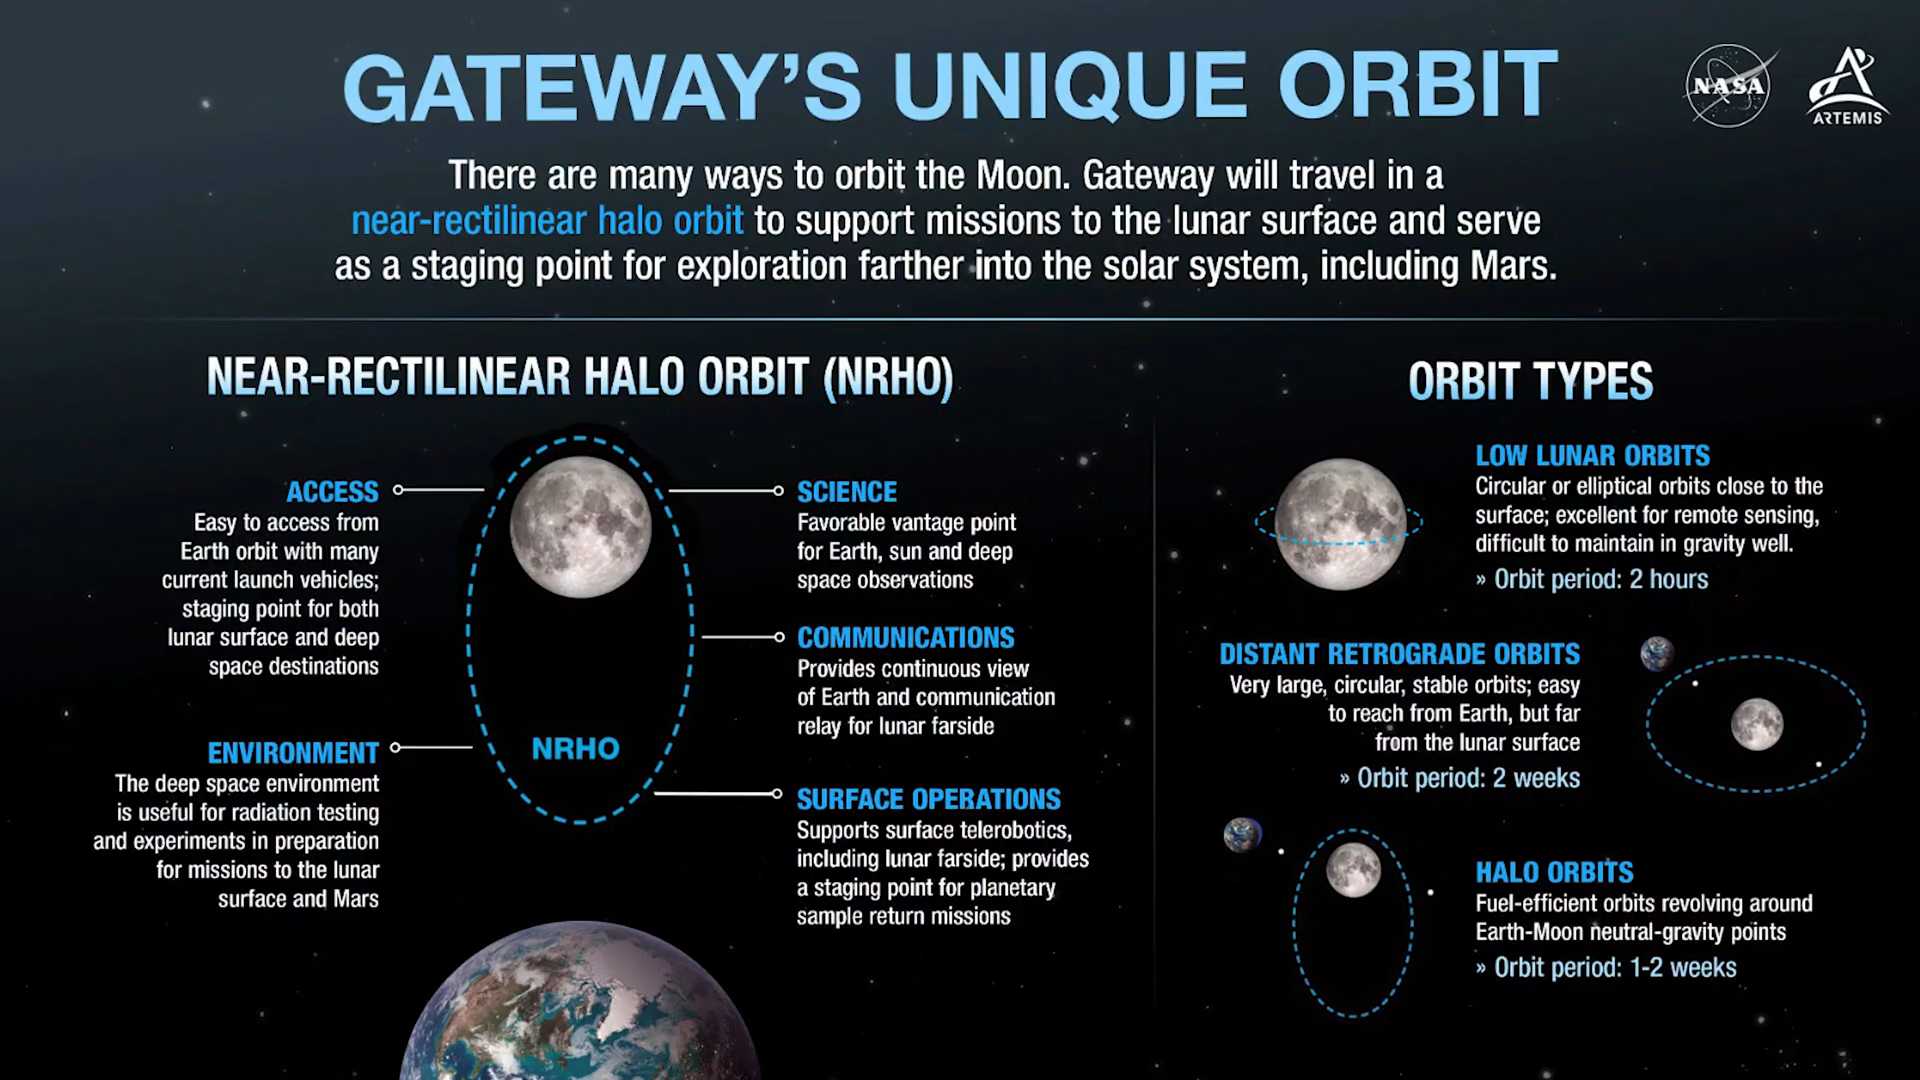 GATEWAY’S UNIQUE ORBIT
NASA
ARTEMIS
There are many ways to orbit the Moon. Gateway will travel in a
near-rectilinear halo orbit to support missions to the lunar surface and serve
as a staging point for exploration farther into the solar system, including Mars.
NEAR-RECTILINEAR HALO ORBIT (NRHO)
ACCESS
Easy to access from
Earth orbit with many
current launch vehicles;
staging point for both
lunar surface and deep
space destinations
ENVIRONMENT
The deep space environment
is useful for radiation testing
and experiments in preparation
for missions to the lunar
surface and Mars
NRHO
SCIENCE
Favorable vantage point
for Earth, sun and deep
space observations
COMMUNICATIONS
Provides continuous view
of Earth and communication
relay for lunar farside
SURFACE OPERATIONS
Supports surface telerobotics,
including lunar farside; provides
a staging point for planetary
sample return missions
ORBIT TYPES
LOW LUNAR ORBITS
Circular or elliptical orbits close to the
surface; excellent for remote sensing,
difficult to maintain in gravity well.
» Orbit period: 2 hours
DISTANT RETROGRADE ORBITS
Very large, circular, stable orbits; easy
to reach from Earth, but far
from the lunar surface
» Orbit period: 2 weeks
HALO ORBITS
Fuel-efficient orbits revolving around
Earth-Moon neutral-gravity points
» Orbit period: 1-2 weeks